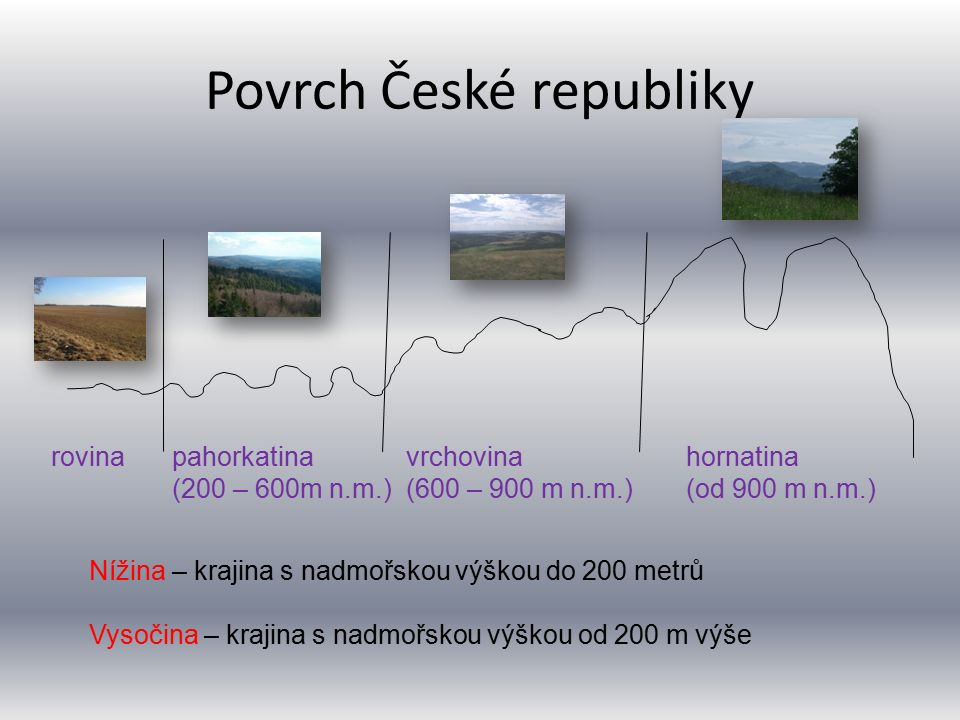 Povrch České republiky
rovina pahorkatina vrchovina hornatina
(200 – 600m n.m.) (600 – 900 m n.m.) (od 900 m n.m.)
Nížina – krajina s nadmořskou výškou do 200 metrů
Vysočina – krajina s nadmořskou výškou od 200 m výše